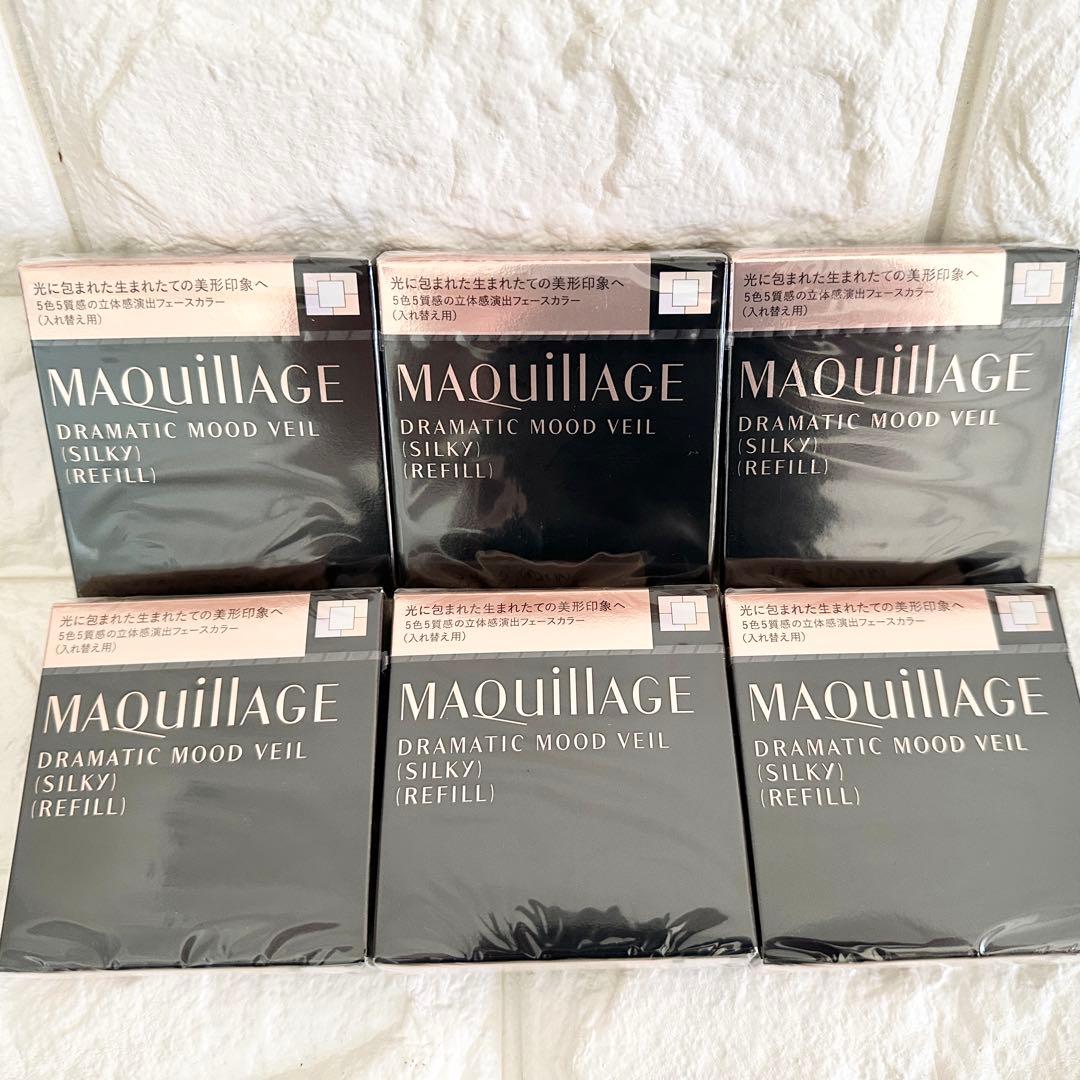 光に包まれた生まれたての美形印象へ
5色5質感の立体感演出フェースカラー
(入れ替え用)
MAQuillAGE
DRAMATIC MOOD VEIL
(SILKY)
(REFILL)
光に包まれた生まれたての美形印象へ
5色5質感の立体感演出フェースカラー
(入れ替え用)
MAQuillAGE
DRAMATIC MOOD VEIL
(SILKY)
(REFILL)
光に包まれた生まれたての美形印象へ
5色5質感の立体感演出フェースカラー
(入れ替え用)
MAQuillAGE
DRAMATIC MOOD VEIL
(SILKY)
(REFILL)
光に包まれた生まれたての美形印象へ
5色5質感の立体感演出フェースカラー
(入れ替え用)
MAQuillAGE
DRAMATIC MOOD VEIL
(SILKY)
(REFILL)
光に包まれた生まれたての美形印象へ
5色5質感の立体感演出フェースカラー
(入れ替え用)
MAQuillAGE
DRAMATIC MOOD VEIL
(SILKY)
(REFILL)
光に包まれた生まれたての美形印象へ
5色5質感の立体感演出フェースカラー
(入れ替え用)
MAQuillAGE
DRAMATIC MOOD VEIL
(SILKY)
(REFILL)